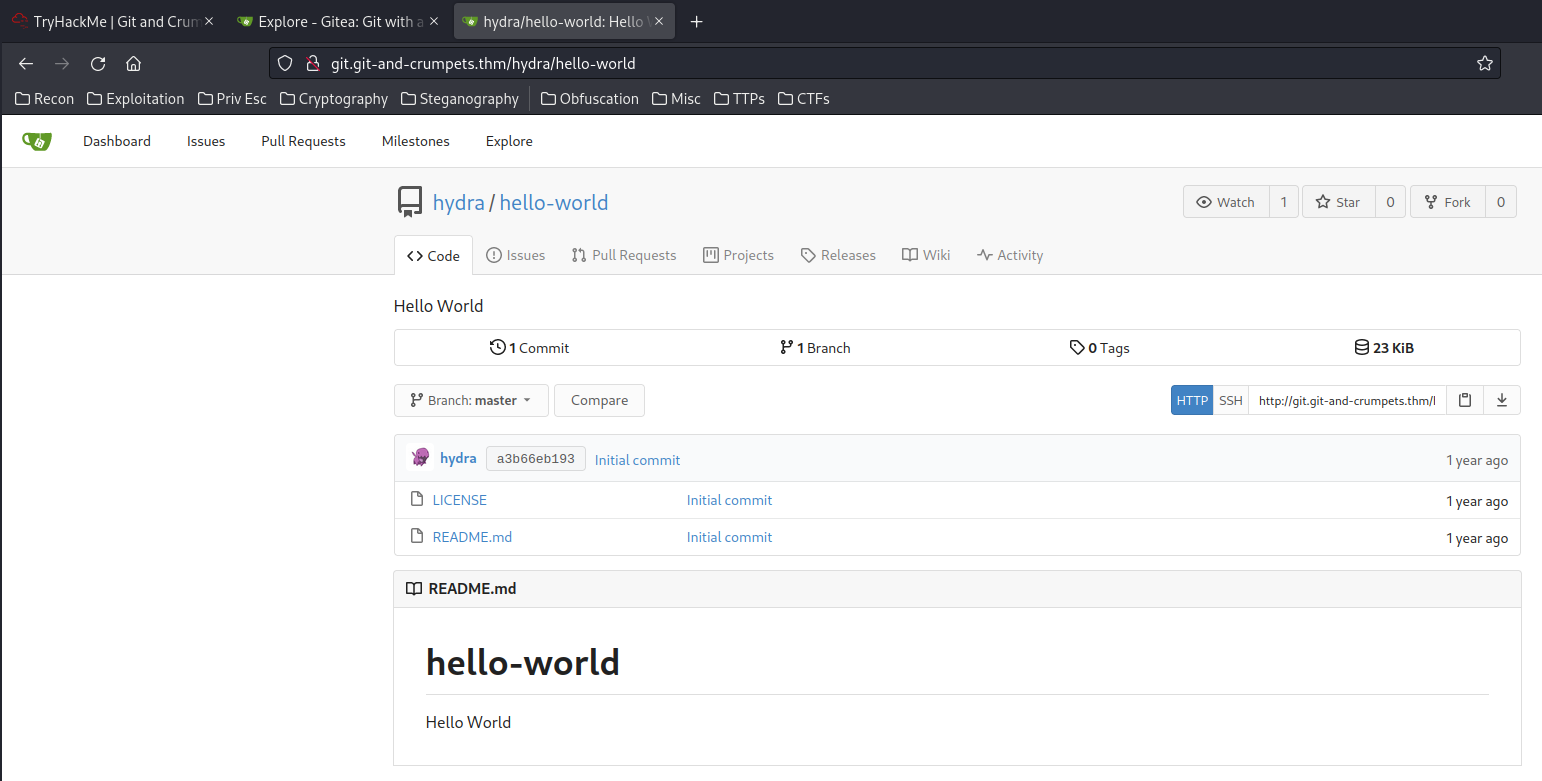 TryHackMe | Git and Crum
Explore - Gitea: Git with a
hydra/hello-world: Hello W
git.git-and-crumpets.thm/hydra/hello-world
Recon Exploitation Priv Esc Cryptography Steganography Obfuscation Misc TTPs CTFs
Dashboard Issues Pull Requests Milestones Explore
hydra / hello-world Watch 1 Star 0 Fork 0
Code Issues Pull Requests Projects Releases Wiki Activity
Hello World
1 Commit 1 Branch 0 Tags 23 KiB
Branch: master Compare HTTP SSH http://git.git-and-crumpets.thm/l
hydra a3b66eb193 Initial commit 1 year ago
LICENSE Initial commit 1 year ago
README.md Initial commit 1 year ago
README.md
hello-world
Hello World